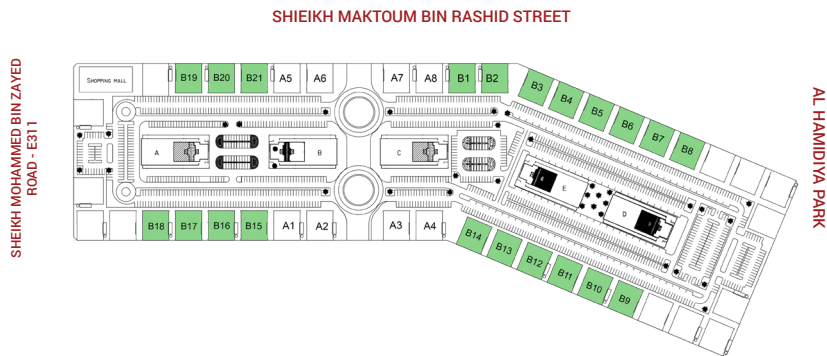 SHIEIKH MAKTOUM BIN RASHID STREET
SHEIKH MOHAMMED BIN ZAYED
ROAD - E311
AL HAMIDIYA PARK
SHOPPING MALL
B19 B20 B21 A5 A6 A7 A8 B1 B2
B3 B4 B5 B6 B7 B8
A B C
E D
B18 B17 B16 B15 A1 A2 A3 A4
B14 B13 B12 B11 B10 B9